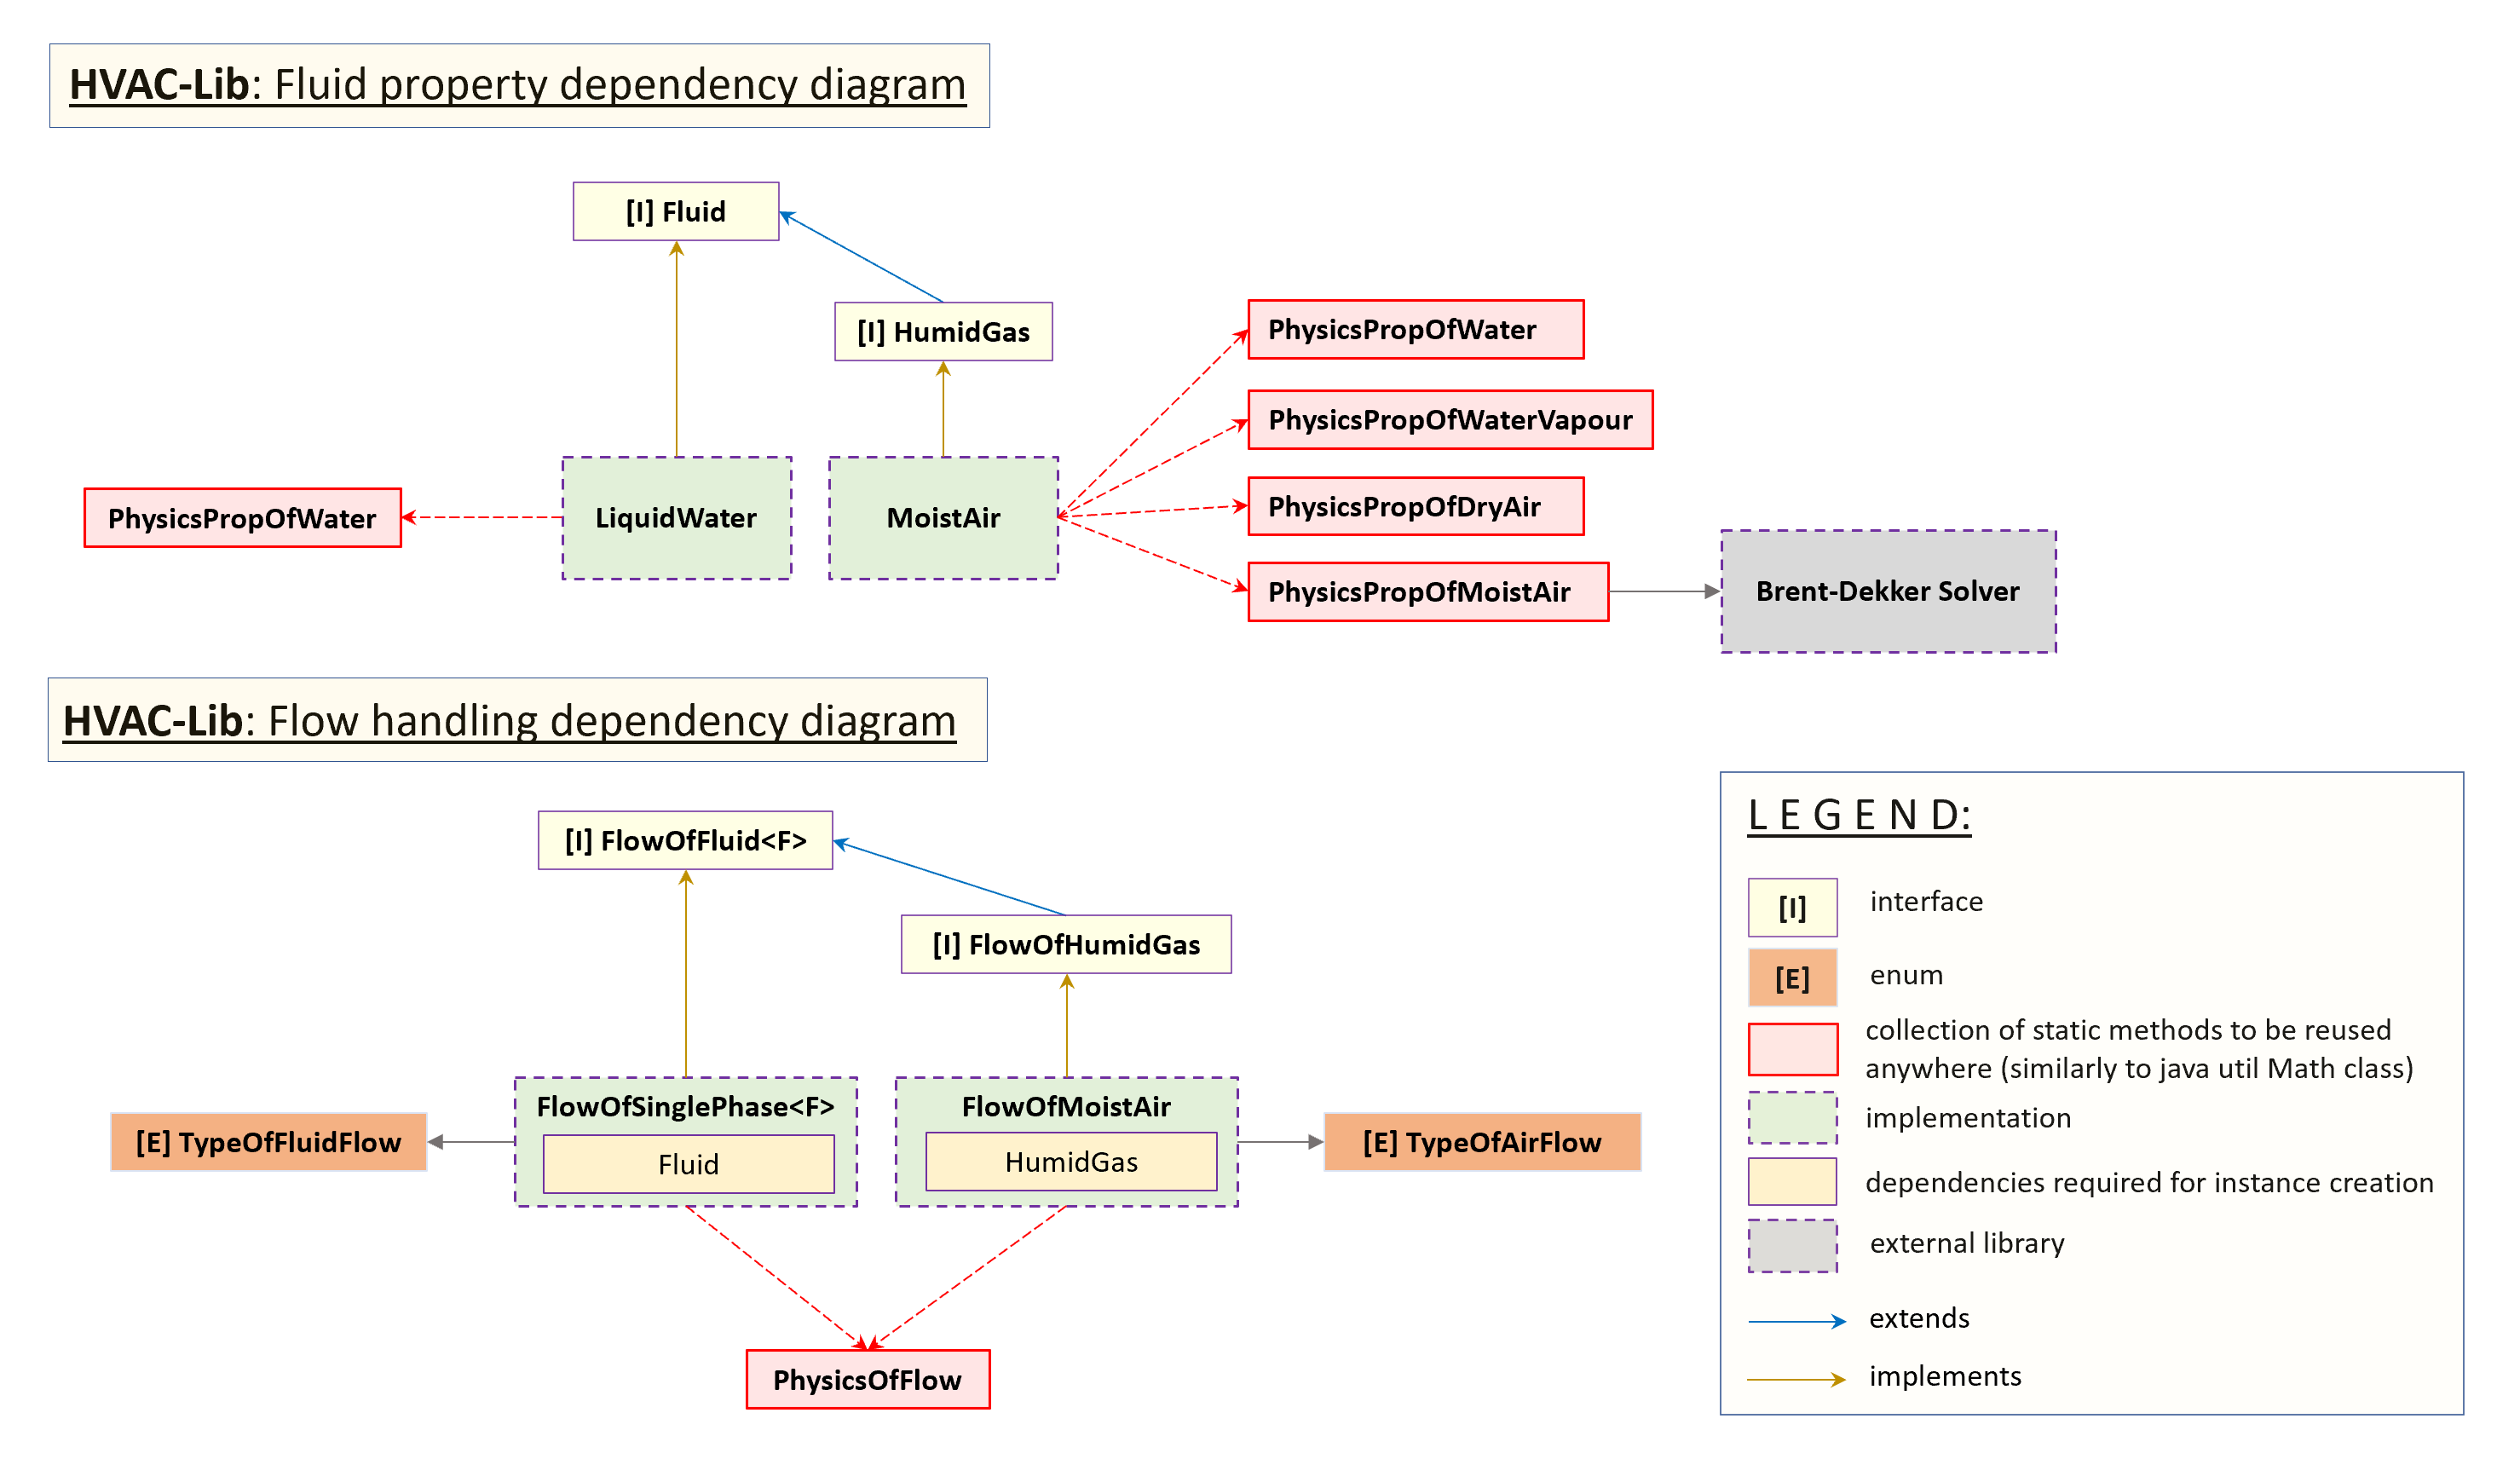 HVAC-Lib: Fluid property dependency diagram
[I] Fluid
[I] HumidGas
PhysicsPropOfWater
PhysicsPropOfWaterVapour
PhysicsPropOfWater
LiquidWater
MoistAir
PhysicsPropOfDryAir
PhysicsPropOfMoistAir
Brent-Dekker Solver
HVAC-Lib: Flow handling dependency diagram
[I] FlowOfFluid<F>
[I] FlowOfHumidGas
[E] TypeOfFluidFlow
FlowOfSinglePhase<F>
Fluid
FlowOfMoistAir
HumidGas
[E] TypeOfAirFlow
PhysicsOfFlow
L E G E N D:
[I] interface
[E] enum
collection of static methods to be reused
anywhere (similarly to java util Math class)
implementation
dependencies required for instance creation
external library
extends
implements